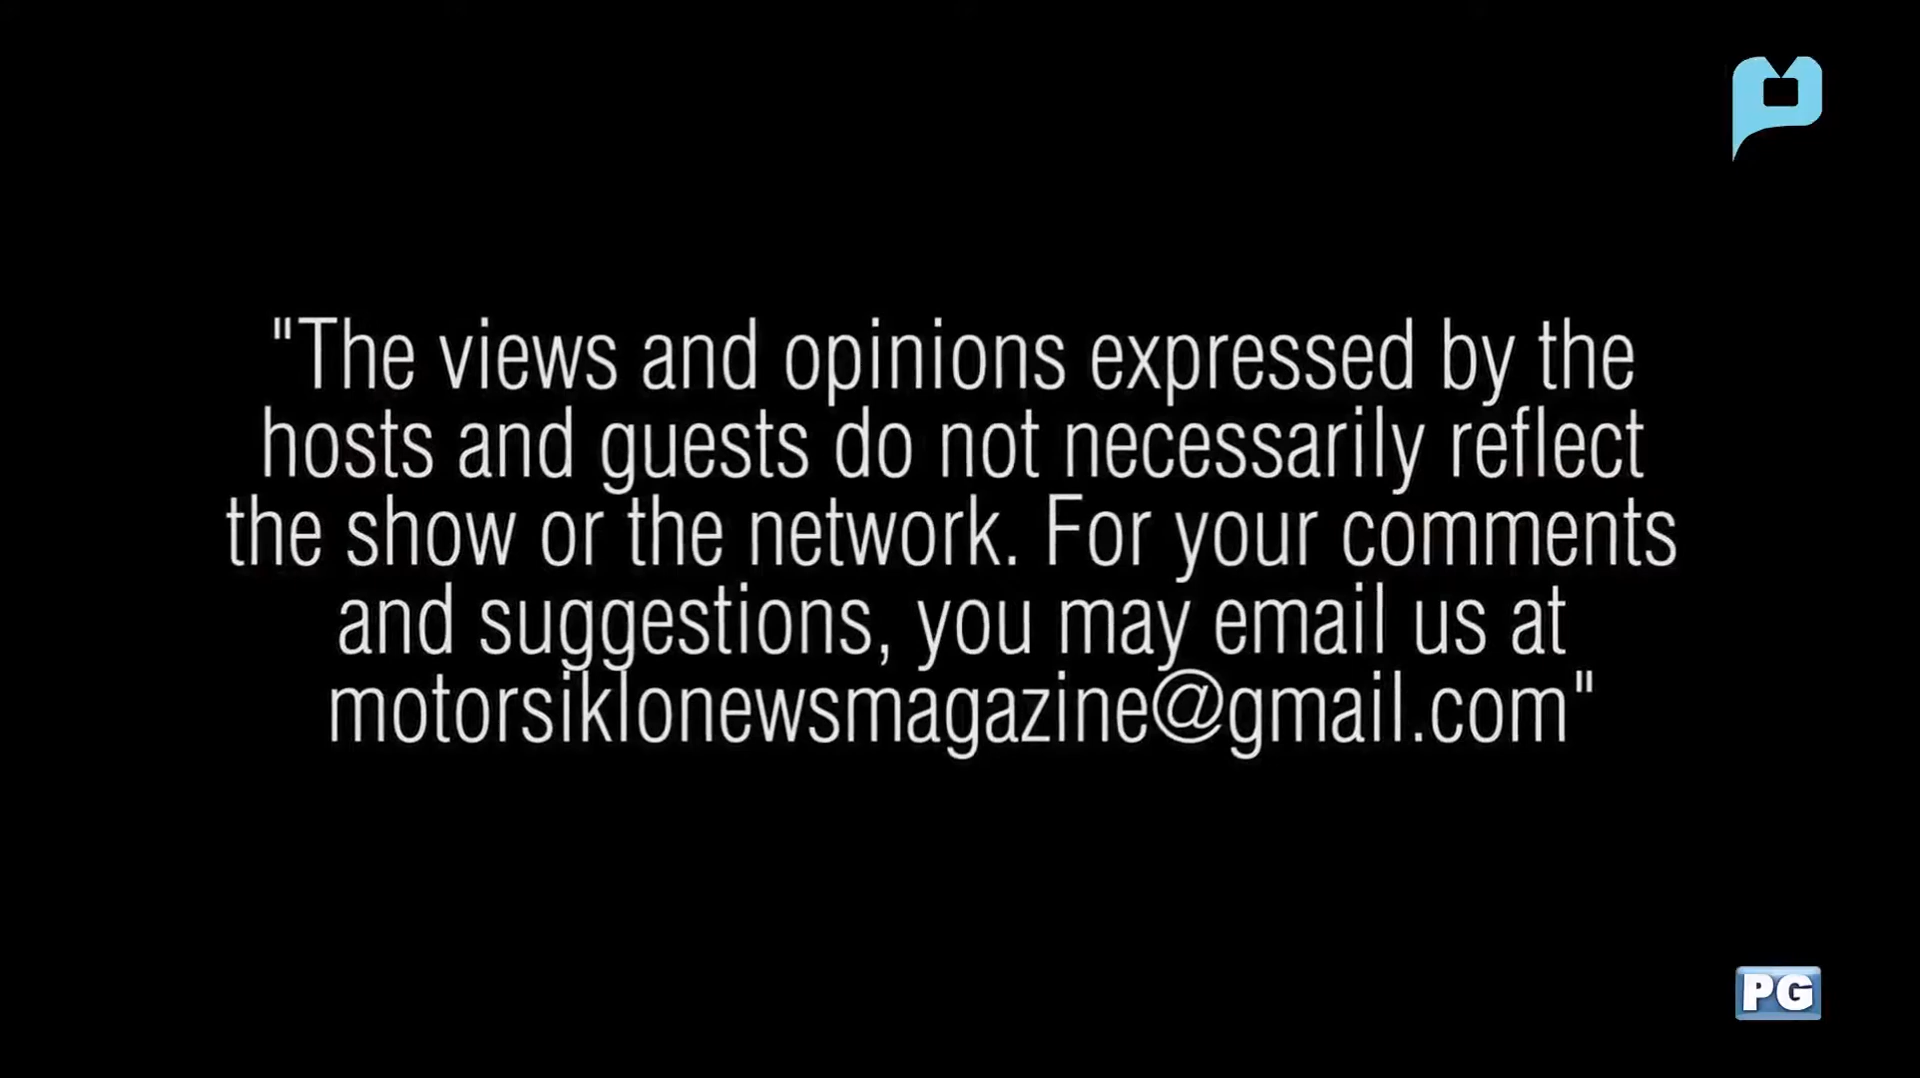 "The views and opinions expressed by the
hosts and guests do not necessarily reflect
the show or the network. For your comments
and suggestions, you may email us at
motorsiklonewsmagazine@gmail.com"
PG